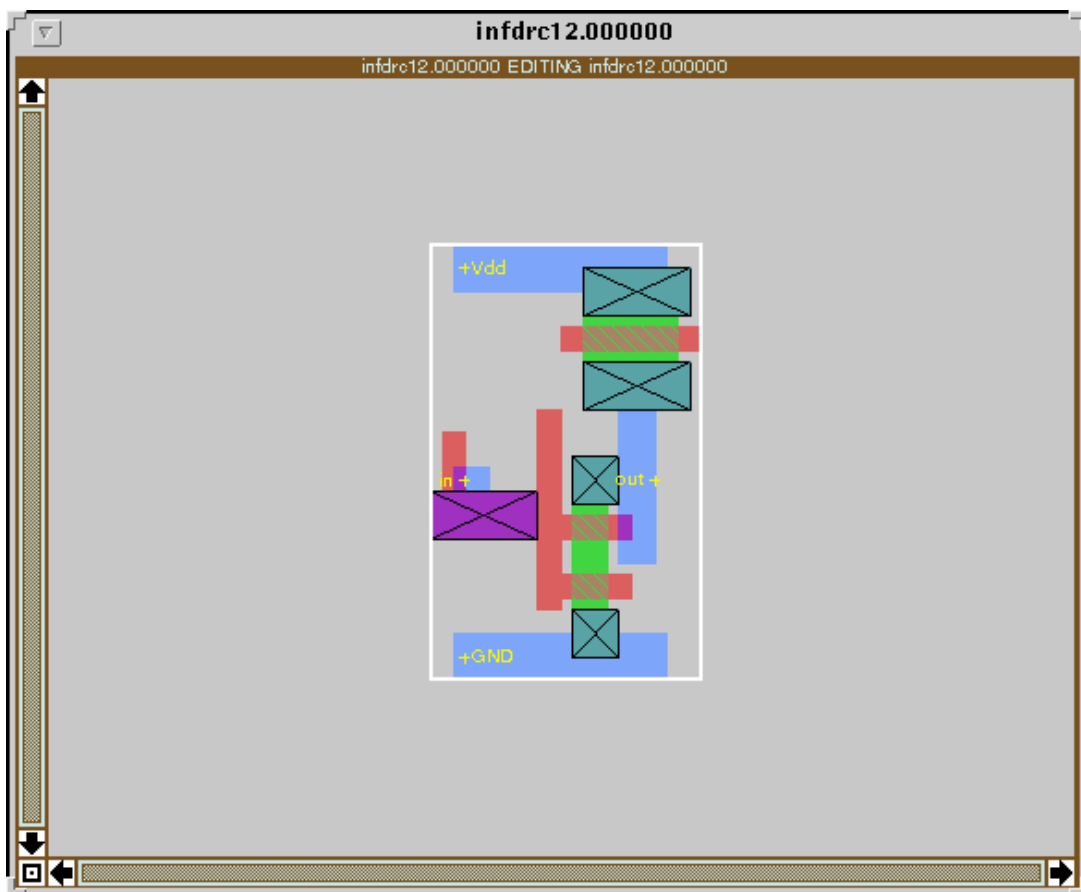 infdrc12.000000
infdrc12.000000 EDITING infdrc12.000000
+Vdd
in +
out +
+GND